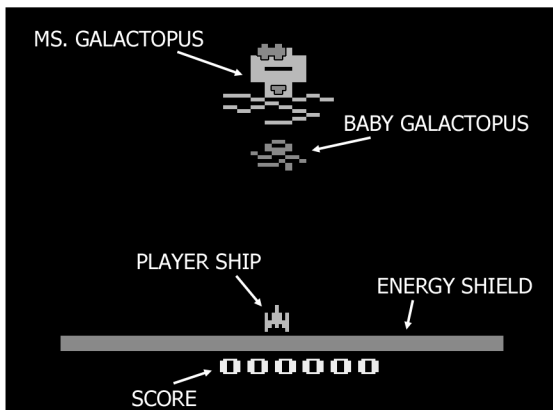 MS. GALACTOPUS
BABY GALACTOPUS
PLAYER SHIP
ENERGY SHIELD
000000
SCORE